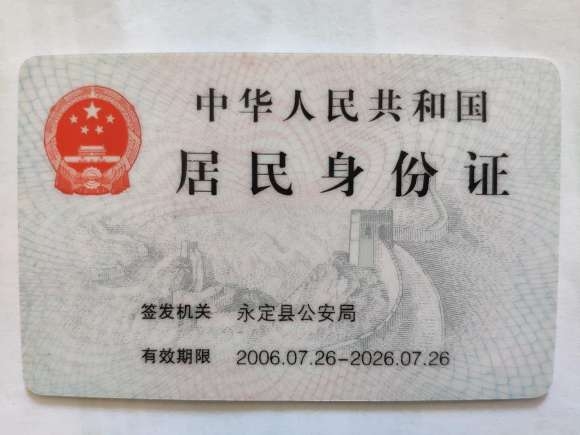 中华人民共和国
居民身份证
签发机关 永定县公安局
有效期限 2006.07.26-2026.07.26